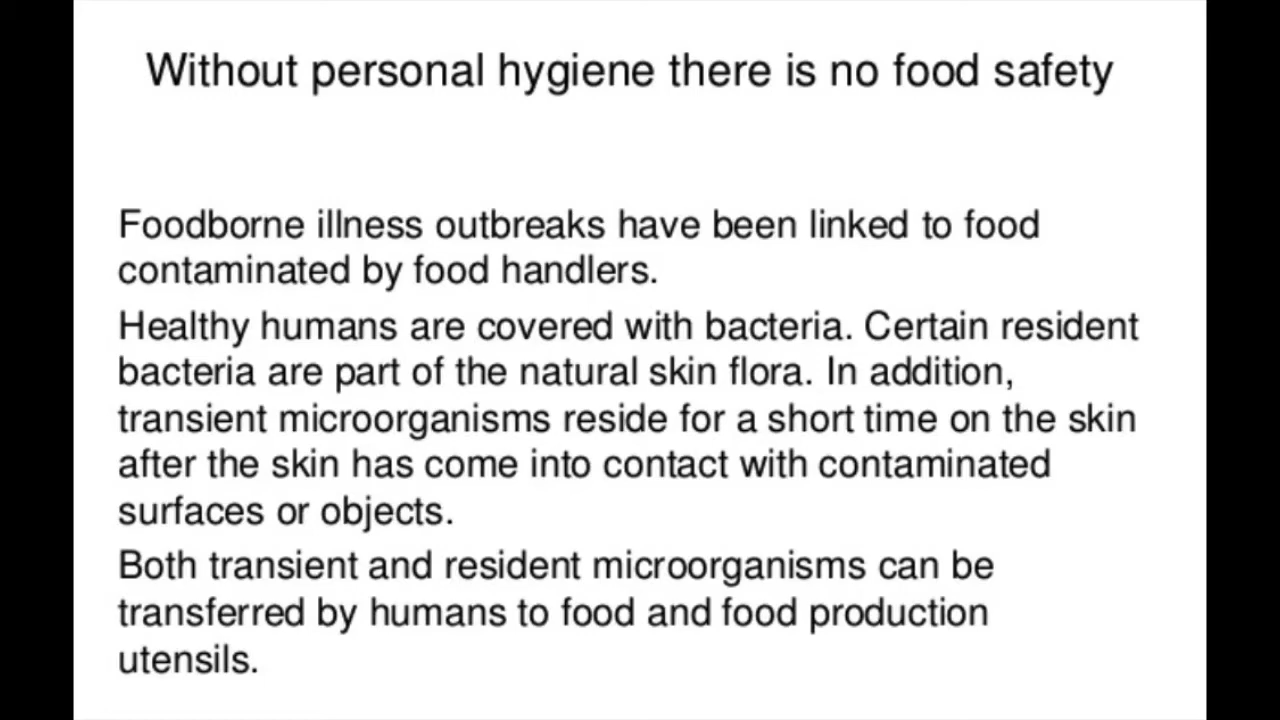 Without personal hygiene there is no food safety
Foodborne illness outbreaks have been linked to food
contaminated by food handlers.
Healthy humans are covered with bacteria. Certain resident
bacteria are part of the natural skin flora. In addition,
transient microorganisms reside for a short time on the skin
after the skin has come into contact with contaminated
surfaces or objects.
Both transient and resident microorganisms can be
transferred by humans to food and food production
utensils.